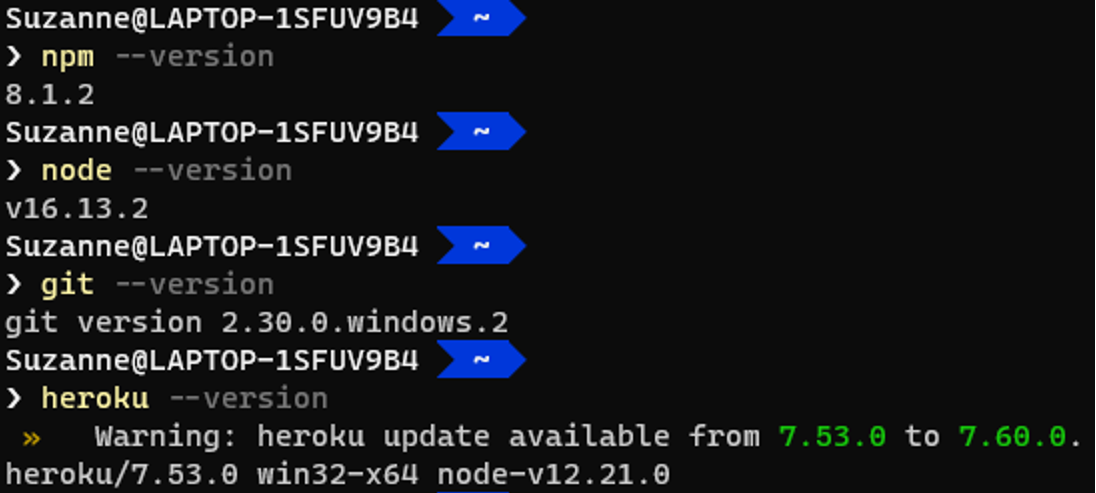 Suzanne@LAPTOP-1SFUV9B4 ~
❯ npm --version
8.1.2
Suzanne@LAPTOP-1SFUV9B4 ~
❯ node --version
v16.13.2
Suzanne@LAPTOP-1SFUV9B4 ~
❯ git --version
git version 2.30.0.windows.2
Suzanne@LAPTOP-1SFUV9B4 ~
❯ heroku --version
»   Warning: heroku update available from 7.53.0 to 7.60.0.
heroku/7.53.0 win32-x64 node-v12.21.0